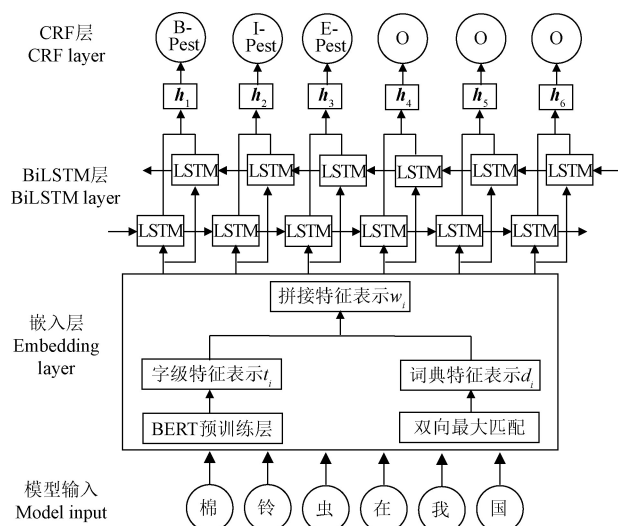 CRF层
CRF layer
B-
Pest
I-
Pest
E-
Pest
O
O
O
h1
h2
h3
h4
h5
h6
BiLSTM层
BiLSTM layer
LSTM
LSTM
LSTM
LSTM
LSTM
LSTM
LSTM
LSTM
LSTM
LSTM
LSTM
LSTM
嵌入层
Embedding
layer
拼接特征表示wi
字级特征表示ti
词典特征表示di
BERT预训练层
双向最大匹配
模型输入
Model input
棉
铃
虫
在
我
国